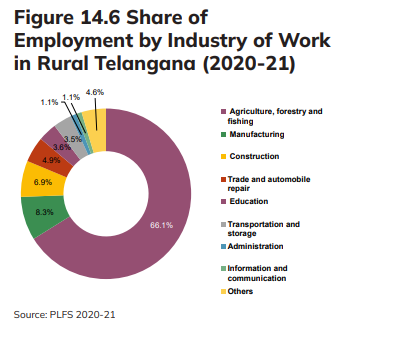 Figure 14.6 Share of
Employment by Industry of Work
in Rural Telangana (2020-21)
4.6%
1.1%
1.1%
3.5%
3.6%
4.9%
6.9%
8.3%
66.1%
Agriculture, forestry and
fishing
Manufacturing
Construction
Trade and automobile
repair
Education
Transportation and
storage
Administration
Information and
communication
Others
Source: PLFS 2020-21